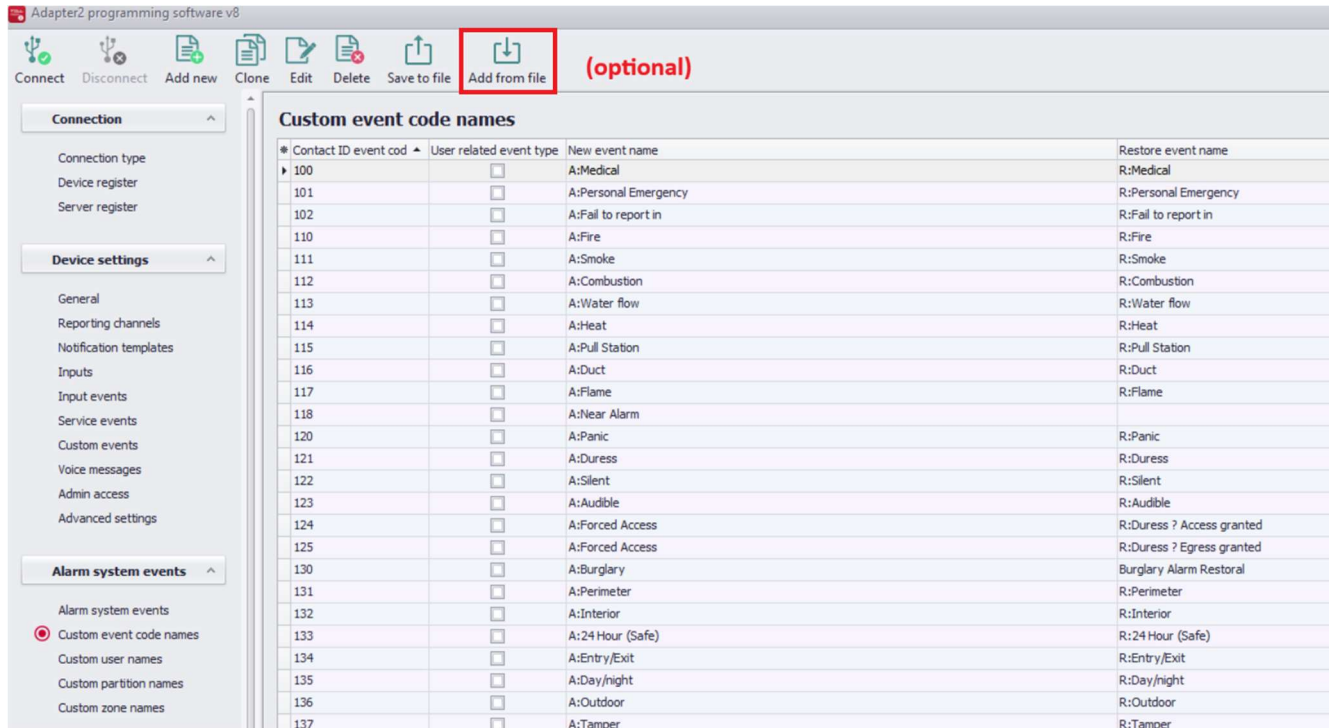 Adapter2 programming software v8
Connect Disconnect Add new Clone Edit Delete Save to file Add from file (optional)
Connection
Connection type
Device register
Server register
Device settings
General
Reporting channels
Notification templates
Inputs
Input events
Service events
Custom events
Voice messages
Admin access
Advanced settings
Alarm system events
Alarm system events
Custom event code names
Custom user names
Custom partition names
Custom zone names
Custom event code names
Contact ID event cod User related event type New event name Restore event name
100 A:Medical R:Medical
101 A:Personal Emergency R:Personal Emergency
102 A:Fail to report in R:Fail to report in
110 A:Fire R:Fire
111 A:Smoke R:Smoke
112 A:Combustion R:Combustion
113 A:Water flow R:Water flow
114 A:Heat R:Heat
115 A:Pull Station R:Pull Station
116 A:Duct R:Duct
117 A:Flame R:Flame
118 A:Near Alarm
120 A:Panic R:Panic
121 A:Duress R:Duress
122 A:Silent R:Silent
123 A:Audible R:Audible
124 A:Forced Access R:Duress ? Access granted
125 A:Forced Access R:Duress ? Egress granted
130 A:Burglary Burglary Alarm Restoral
131 A:Perimeter R:Perimeter
132 A:Interior R:Interior
133 A:24 Hour (Safe) R:24 Hour (Safe)
134 A:Entry/Exit R:Entry/Exit
135 A:Day/night R:Day/night
136 A:Outdoor R:Outdoor
137 A:Tamper R:Tamper